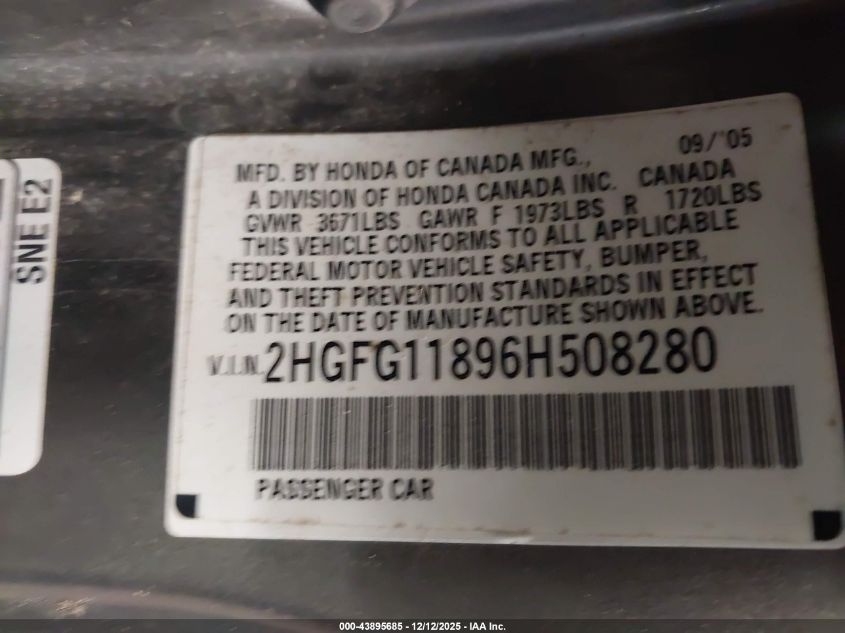 SNE E2
09/'05
MFD. BY HONDA OF CANADA MFG.,
A DIVISION OF HONDA CANADA INC. CANADA
GVWR 3671LBS GAWR F 1973LBS R 1720LBS
THIS VEHICLE CONFORMS TO ALL APPLICABLE
FEDERAL MOTOR VEHICLE SAFETY, BUMPER,
AND THEFT PREVENTION STANDARDS IN EFFECT
ON THE DATE OF MANUFACTURE SHOWN ABOVE.
V.I.N. 2HGFG11896H508280
PASSENGER CAR
000-43895685 - 12/12/2025 - IAA Inc.